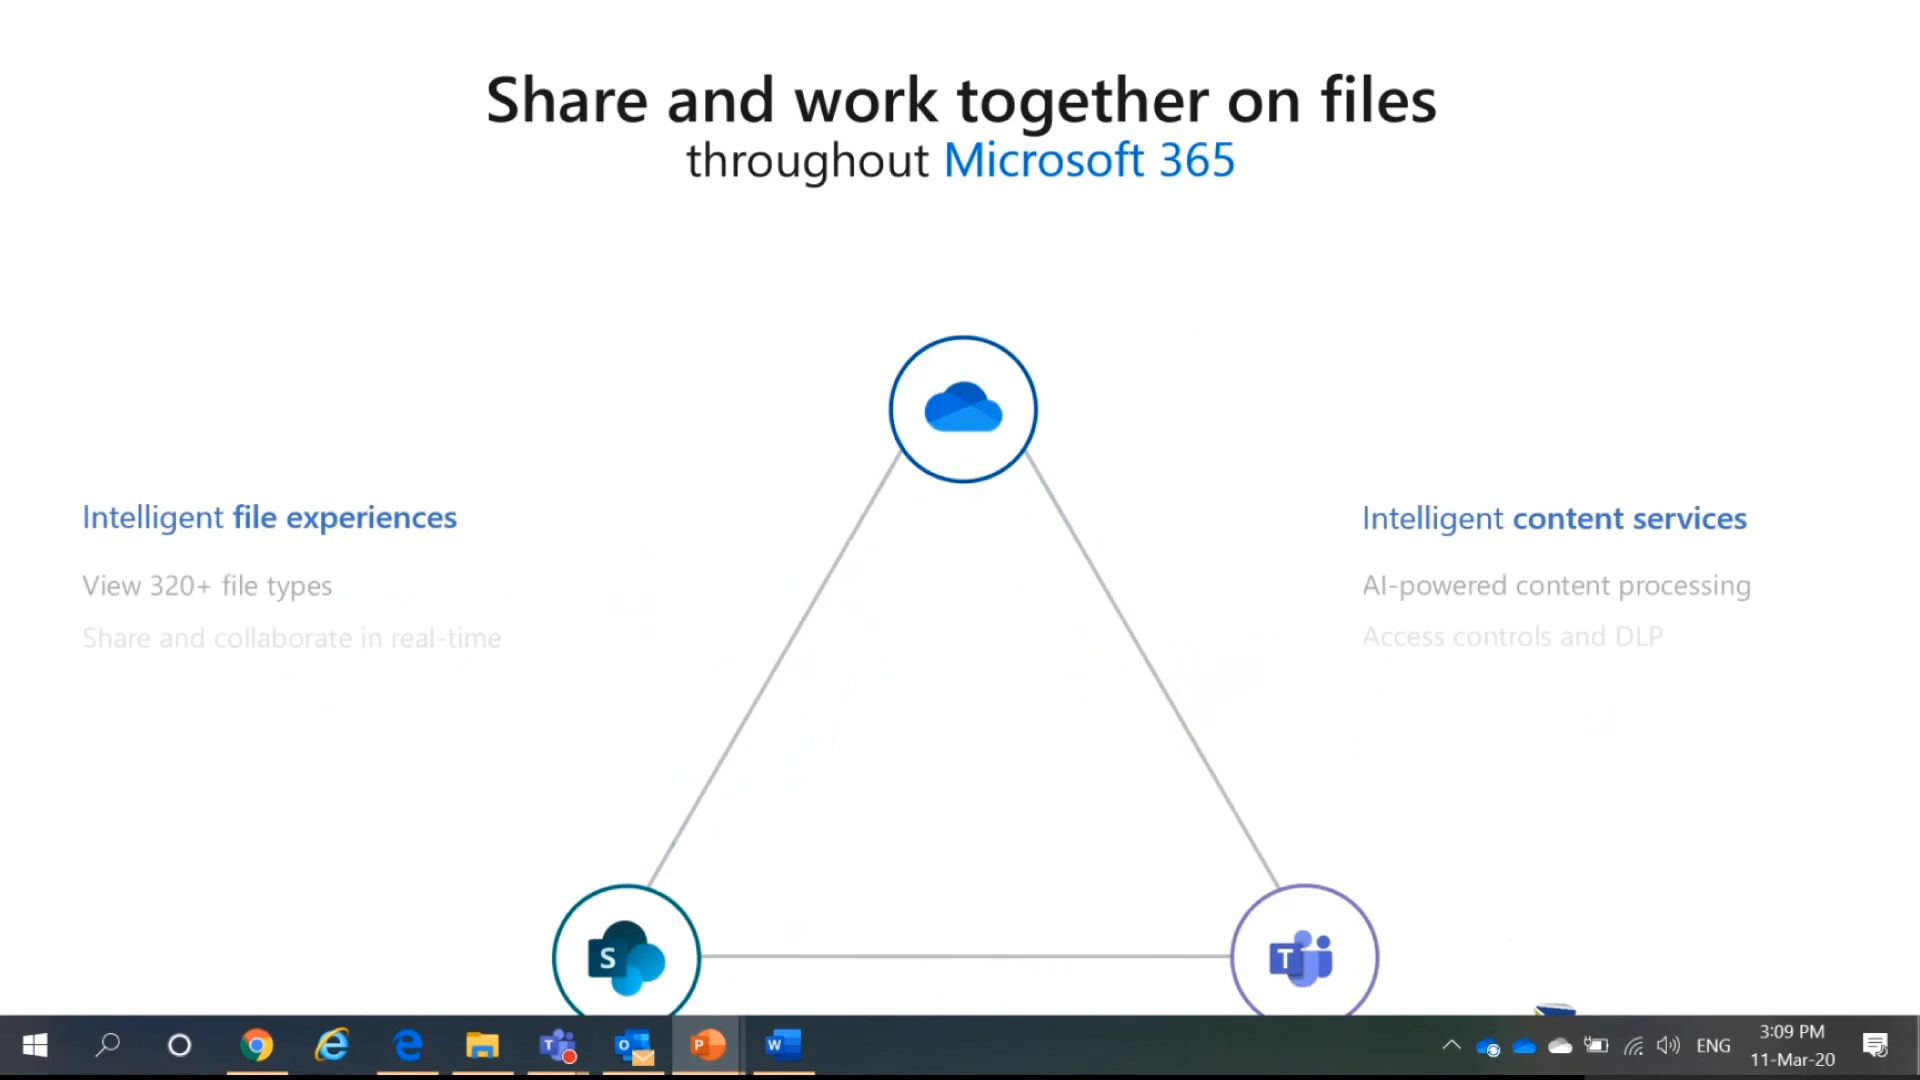 Share and work together on files
throughout Microsoft 365
Intelligent file experiences
View 320+ file types
Share and collaborate in real-time
Intelligent content services
AI-powered content processing
Access controls and DLP
S
T
T
O
P
W
ENG
3:09 PM
11-Mar-20